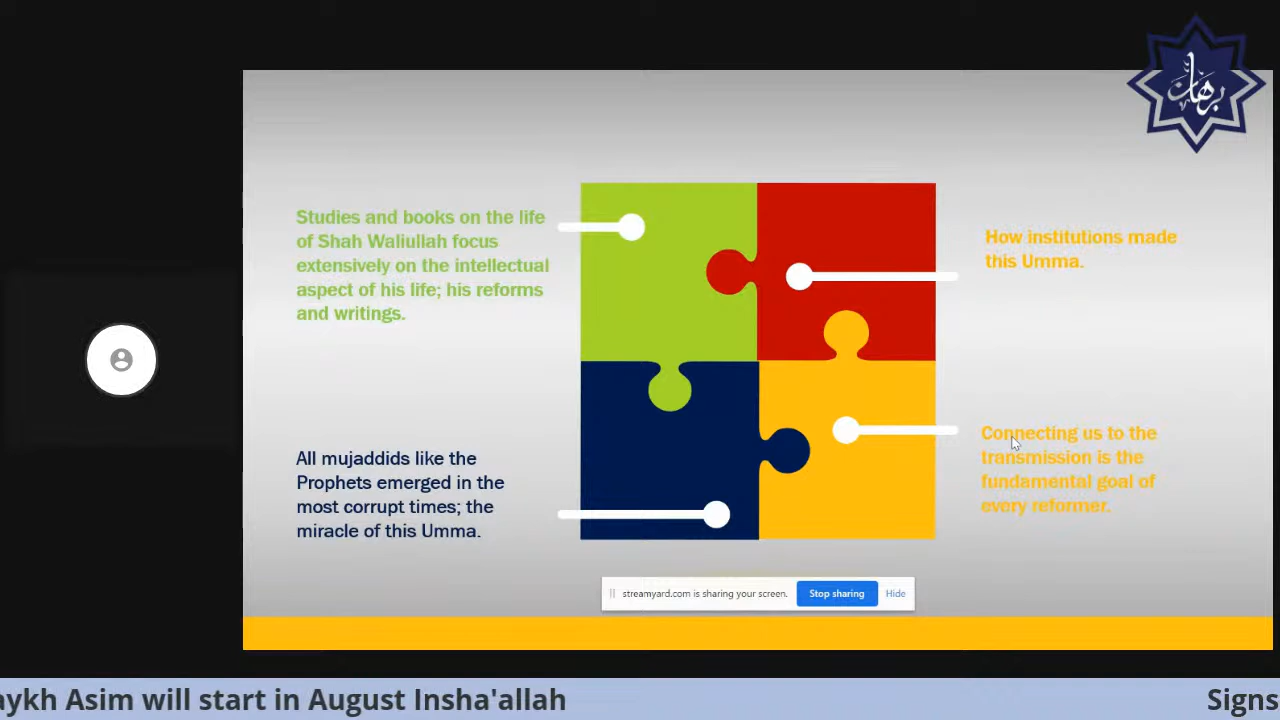 برهان
Studies and books on the life
of Shah Waliullah focus
extensively on the intellectual
aspect of his life; his reforms
and writings.
How institutions made
this Umma.
All mujaddids like the
Prophets emerged in the
most corrupt times; the
miracle of this Umma.
Connecting us to the
transmission is the
fundamental goal of
every reformer.
streamyard.com is sharing your screen.
Stop sharing
Hide
aykh Asim will start in August Insha'allah
Signs